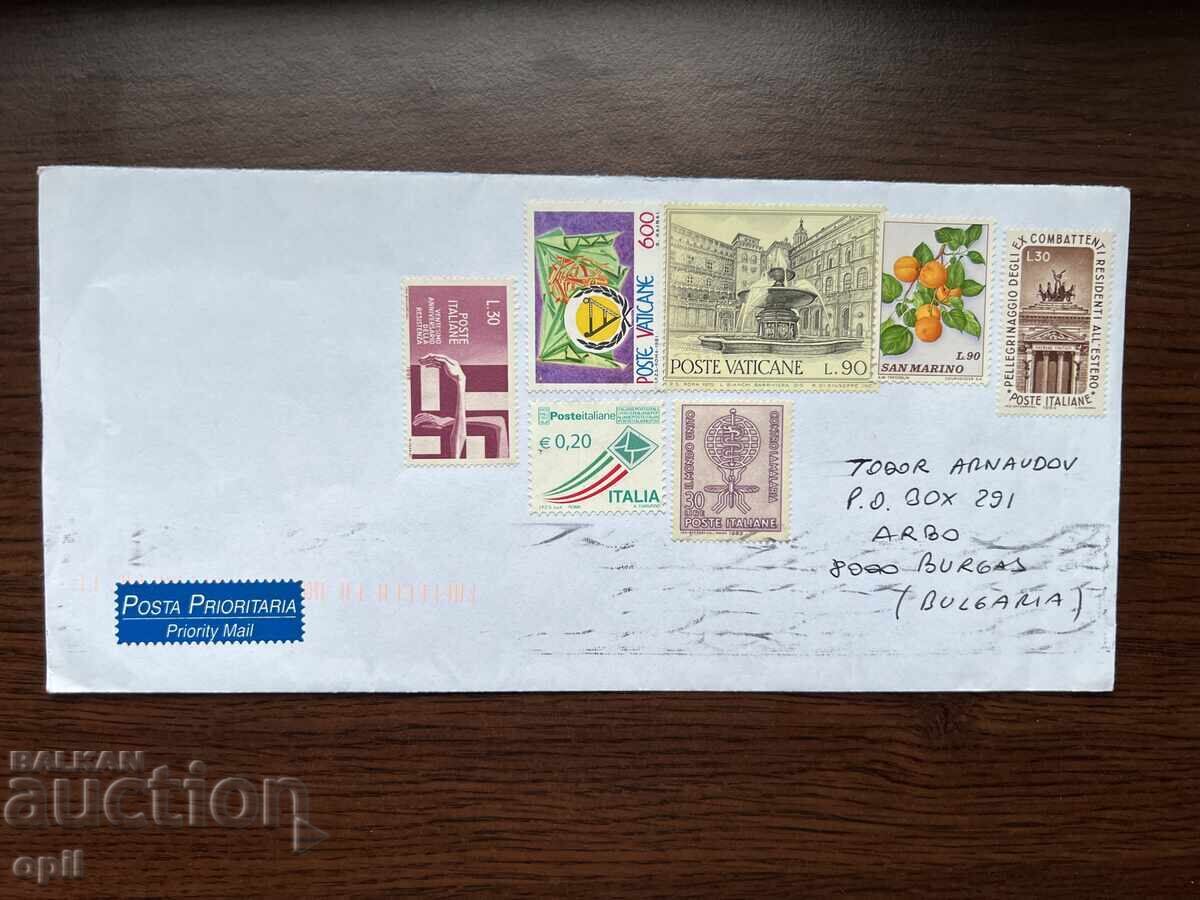 L.30
POSTE
ITALIANE
VENTESIMO
ANNIVERSARIO
DELLA
RESISTENZA
POSTE VATICANE 600
POSTE VATICANE L.90
L.90
SAN MARINO
L.30
PELLEGRINAGGIO DEGLI EX COMBATTENTI RESIDENTI ALL'ESTERO
POSTE ITALIANE
Posteitaliane
€ 0,20
ITALIA
ROMA
IL MONDO UNITO
CONTRO LA MALARIA
30
LIRE
POSTE ITALIANE
TODOR ARNAUDOV
P.O. BOX 291
ARBO
8000 BURGAS
(BULGARIA)
POSTA PRIORITARIA
Priority Mail
BALKAN
auction
opil